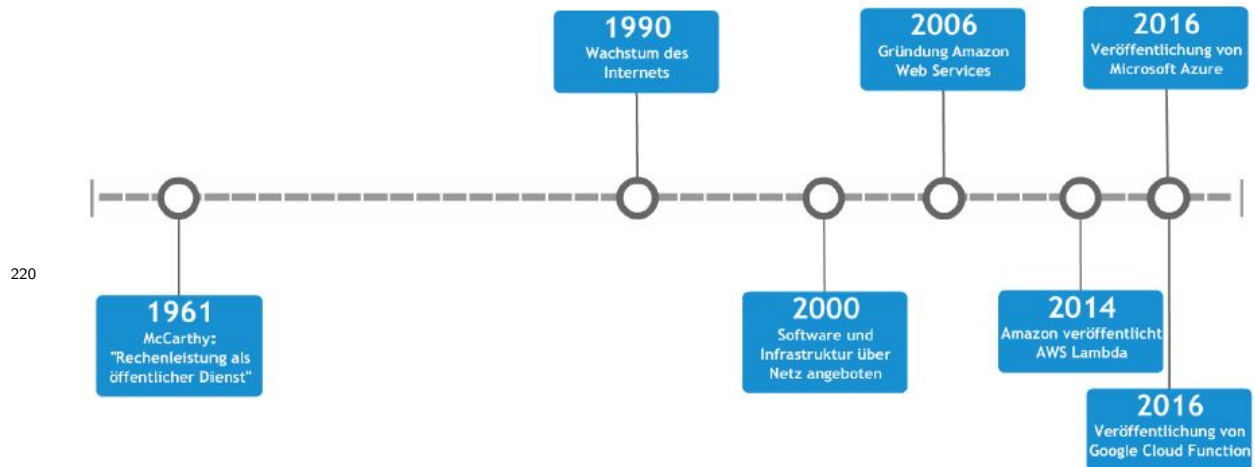 1990
Wachstum des
Internets
2006
Gründung Amazon
Web Services
2016
Veröffentlichung von
Microsoft Azure
220
1961
McCarthy:
"Rechenleistung als
öffentlicher Dienst"
2000
Software und
Infrastruktur über
Netz angeboten
2014
Amazon veröffentlicht
AWS Lambda
2016
Veröffentlichung von
Google Cloud Function